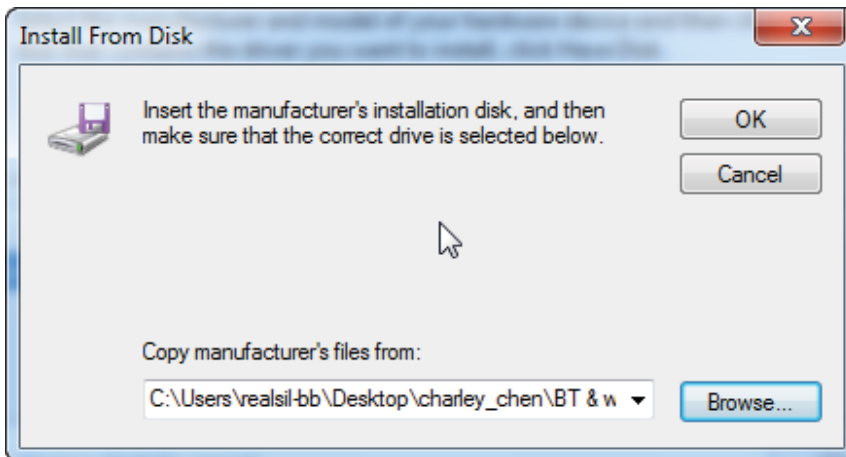 Install From Disk
Insert the manufacturer's installation disk, and then
make sure that the correct drive is selected below.
OK
Cancel
Copy manufacturer's files from:
C:\Users\realsil-bb\Desktop\charley_chen\BT & w
Browse...